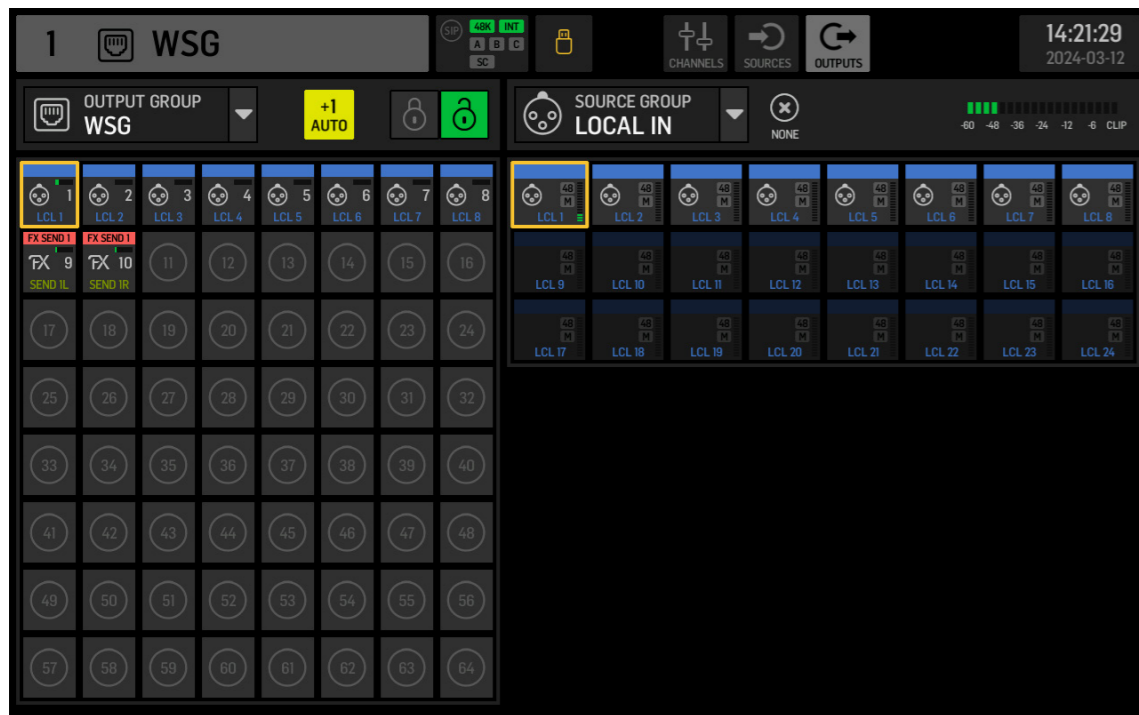 1 WSG SIP 48K INT A B C SC CHANNELS SOURCES OUTPUTS 14:21:29
2024-03-12
OUTPUT GROUP
WSG
+1
AUTO
SOURCE GROUP
LOCAL IN
NONE
-60 -48 -36 -24 -12 -6 CLIP
1 2 3 4 5 6 7 8
LCL 1 LCL 2 LCL 3 LCL 4 LCL 5 LCL 6 LCL 7 LCL 8
FX SEND 1 FX SEND 1
FX 9 FX 10 11 12 13 14 15 16
SEND 1L SEND 1R
17 18 19 20 21 22 23 24
25 26 27 28 29 30 31 32
33 34 35 36 37 38 39 40
41 42 43 44 45 46 47 48
49 50 51 52 53 54 55 56
57 58 59 60 61 62 63 64
48 48 48 48 48 48 48 48
M M M M M M M M
LCL 1 LCL 2 LCL 3 LCL 4 LCL 5 LCL 6 LCL 7 LCL 8
48 48 48 48 48 48 48 48
M M M M M M M M
LCL 9 LCL 10 LCL 11 LCL 12 LCL 13 LCL 14 LCL 15 LCL 16
48 48 48 48 48 48 48 48
M M M M M M M M
LCL 17 LCL 18 LCL 19 LCL 20 LCL 21 LCL 22 LCL 23 LCL 24